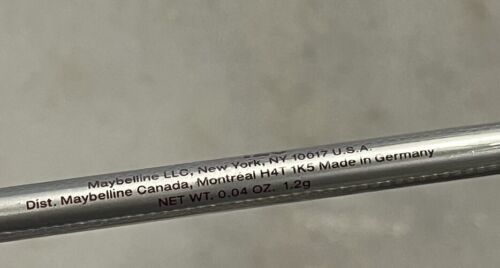 Maybelline LLC, New York, NY 10017 U.S.A.
Dist. Maybelline Canada, Montréal H4T 1K5 Made in Germany
NET WT. 0.04 OZ. 1.2g